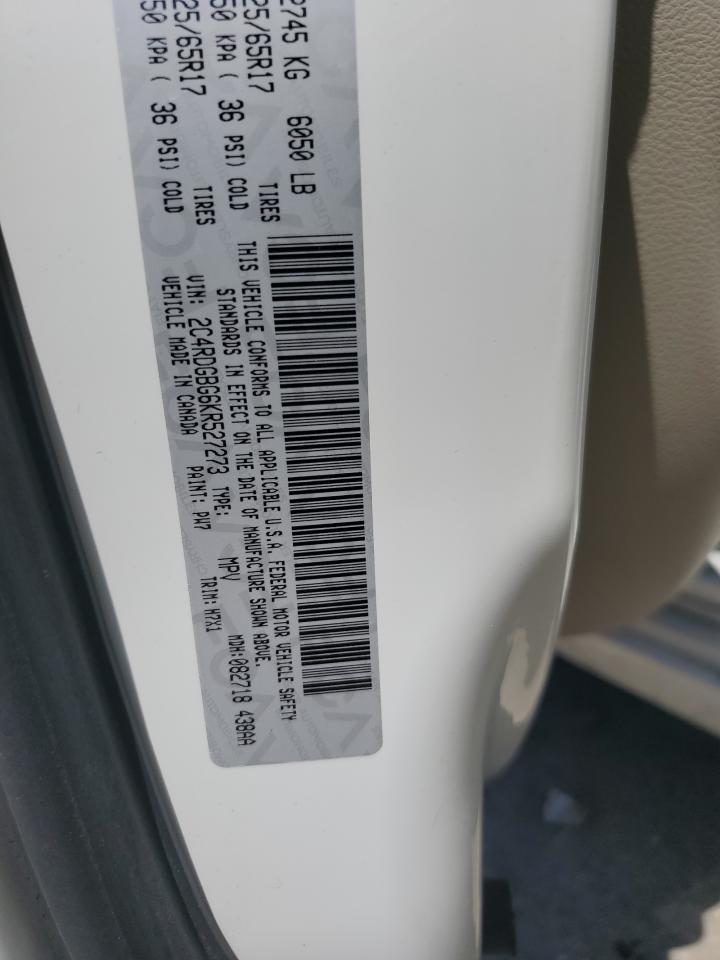 2745 KG 6050 LB
25/65R17 TIRES
50 KPA ( 36 PSI) COLD
25/65R17 TIRES
50 KPA ( 36 PSI) COLD
THIS VEHICLE CONFORMS TO ALL APPLICABLE U.S.A. FEDERAL MOTOR VEHICLE SAFETY
STANDARDS IN EFFECT ON THE DATE OF MANUFACTURE SHOWN ABOVE.
VIN: 2C4RDGBG6KR527273 TYPE: MPV MDH:082718 438AA
VEHICLE MADE IN CANADA PAINT: PW7 TRIM: H7X1